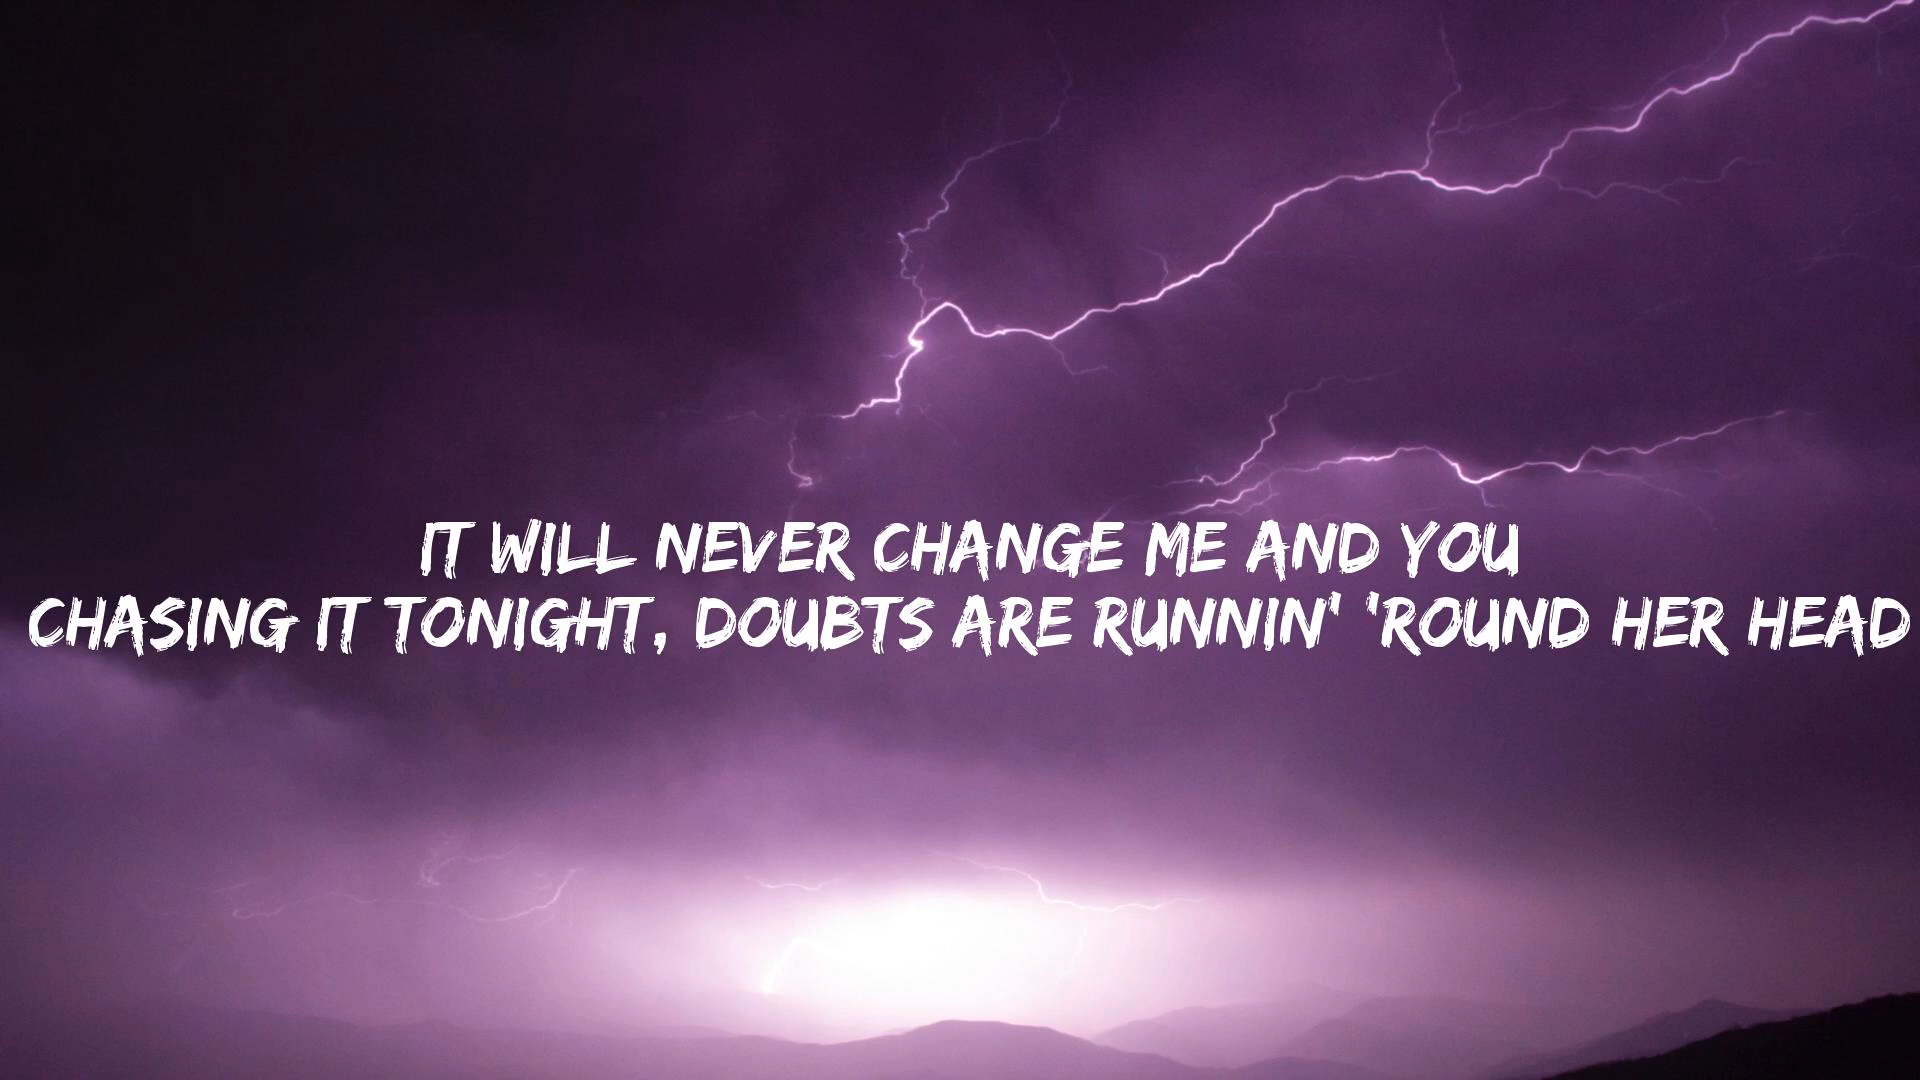 IT WILL NEVER CHANGE ME AND YOU
CHASING IT TONIGHT, DOUBTS ARE RUNNIN' 'ROUND HER HEAD